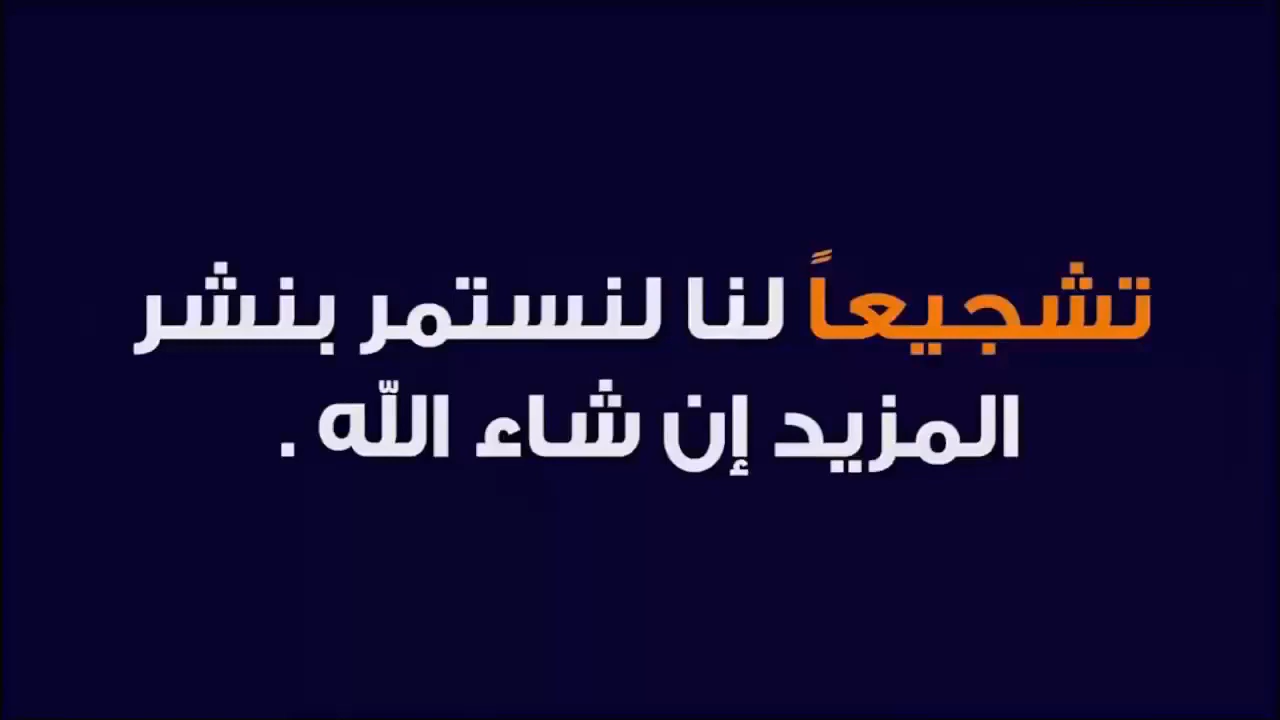 تشجيعاً لنا لنستمر بنشر
المزيد إن شاء اللّه .